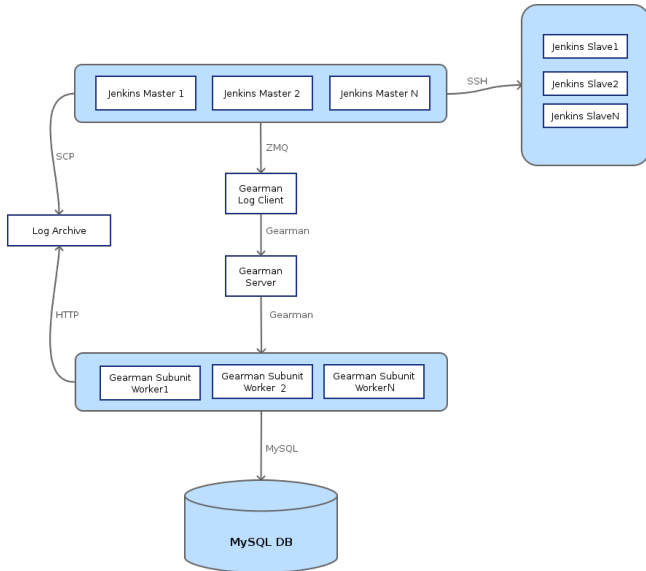 Jenkins Slave1
Jenkins Master 1
Jenkins Master 2
Jenkins Master N
SSH
Jenkins Slave2
Jenkins SlaveN
ZMQ
SCP
Gearman
Log Client
Log Archive
Gearman
Gearman
Server
HTTP
Gearman
Gearman Subunit
Worker1
Gearman Subunit
Worker 2
Gearman Subunit
WorkerN
MySQL
MySQL DB